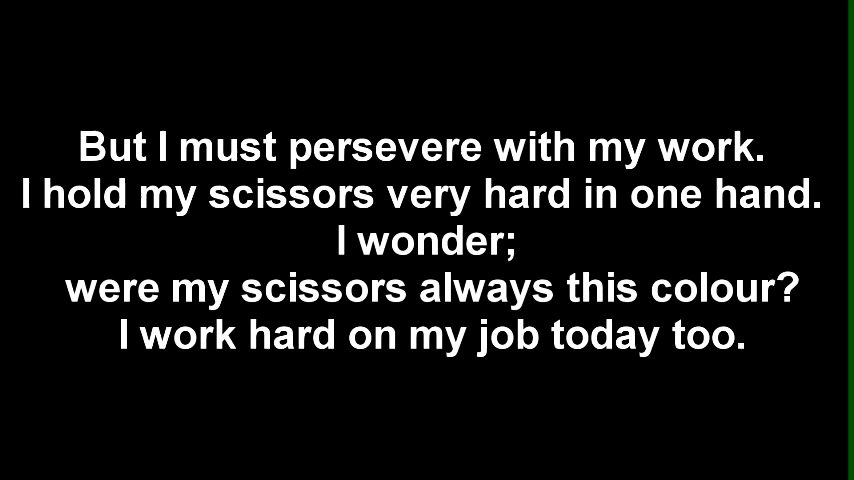 But I must persevere with my work.
I hold my scissors very hard in one hand.
I wonder;
were my scissors always this colour?
I work hard on my job today too.